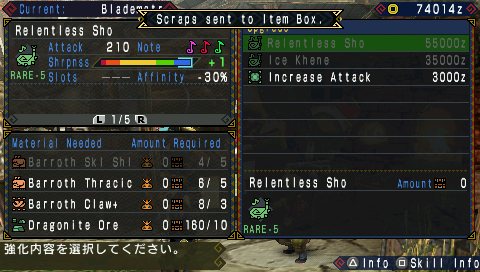 Current: Blademaster
Scraps sent to Item Box.
74014z
Relentless Sho
Attack 210 Note
Shrpnss +1
RARE-5
Slots --- Affinity -30%
L 1/5 R
Upgrade
Relentless Sho 55000z
Ice Khene 35000z
Increase Attack 3000z
Material Needed Amount Required
Barroth Skl Shl 0 4/ 5
Barroth Thracic 0 6/ 5
Barroth Claw+ 0 8/ 3
Dragonite Ore 0 160/10
Relentless Sho Amount 0
RARE-5
強化内容を選択してください。
△ Info □ Skill Info